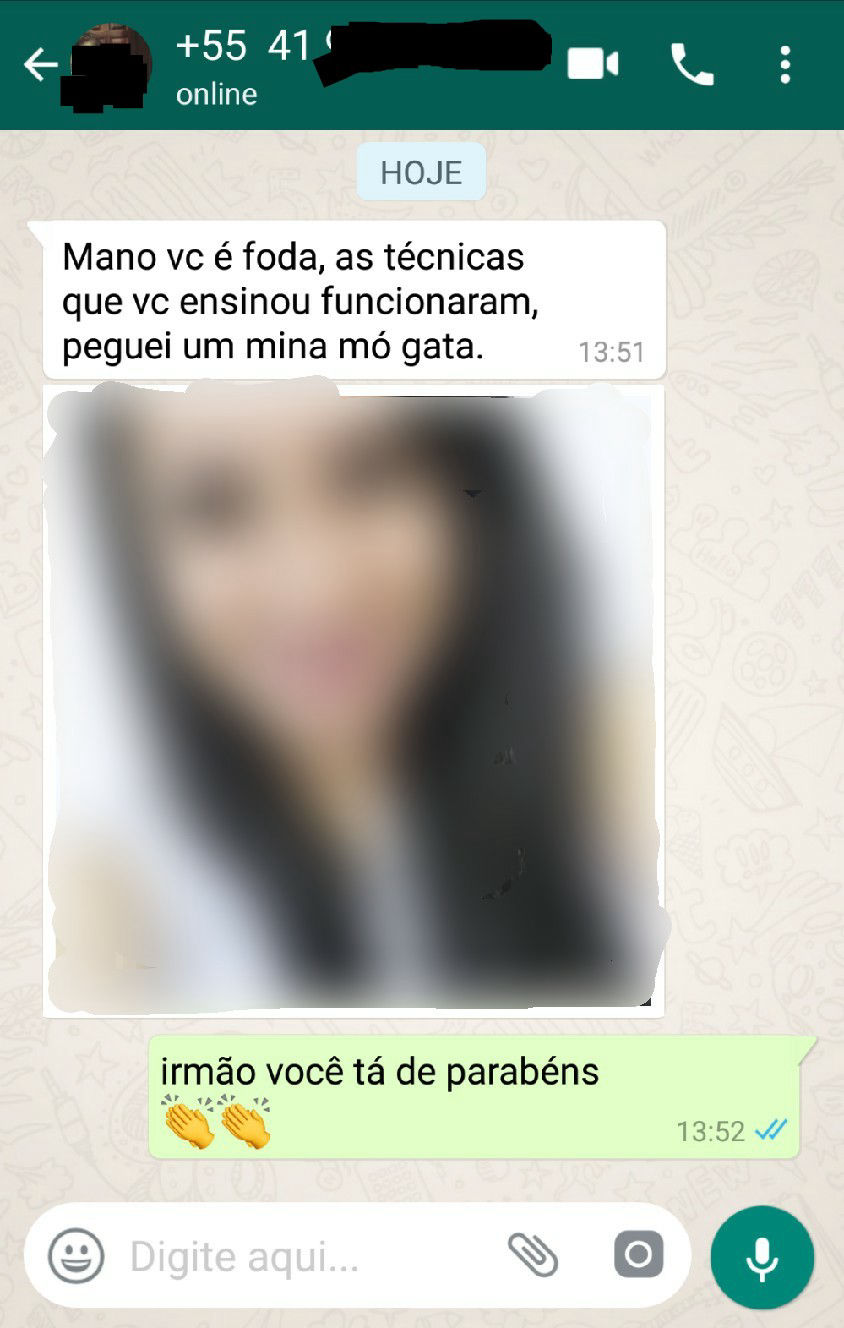 +55 41
online
HOJE
Mano vc é foda, as técnicas
que vc ensinou funcionaram,
peguei um mina mó gata.
13:51
irmão você tá de parabéns
👏👏
13:52
Digite aqui...